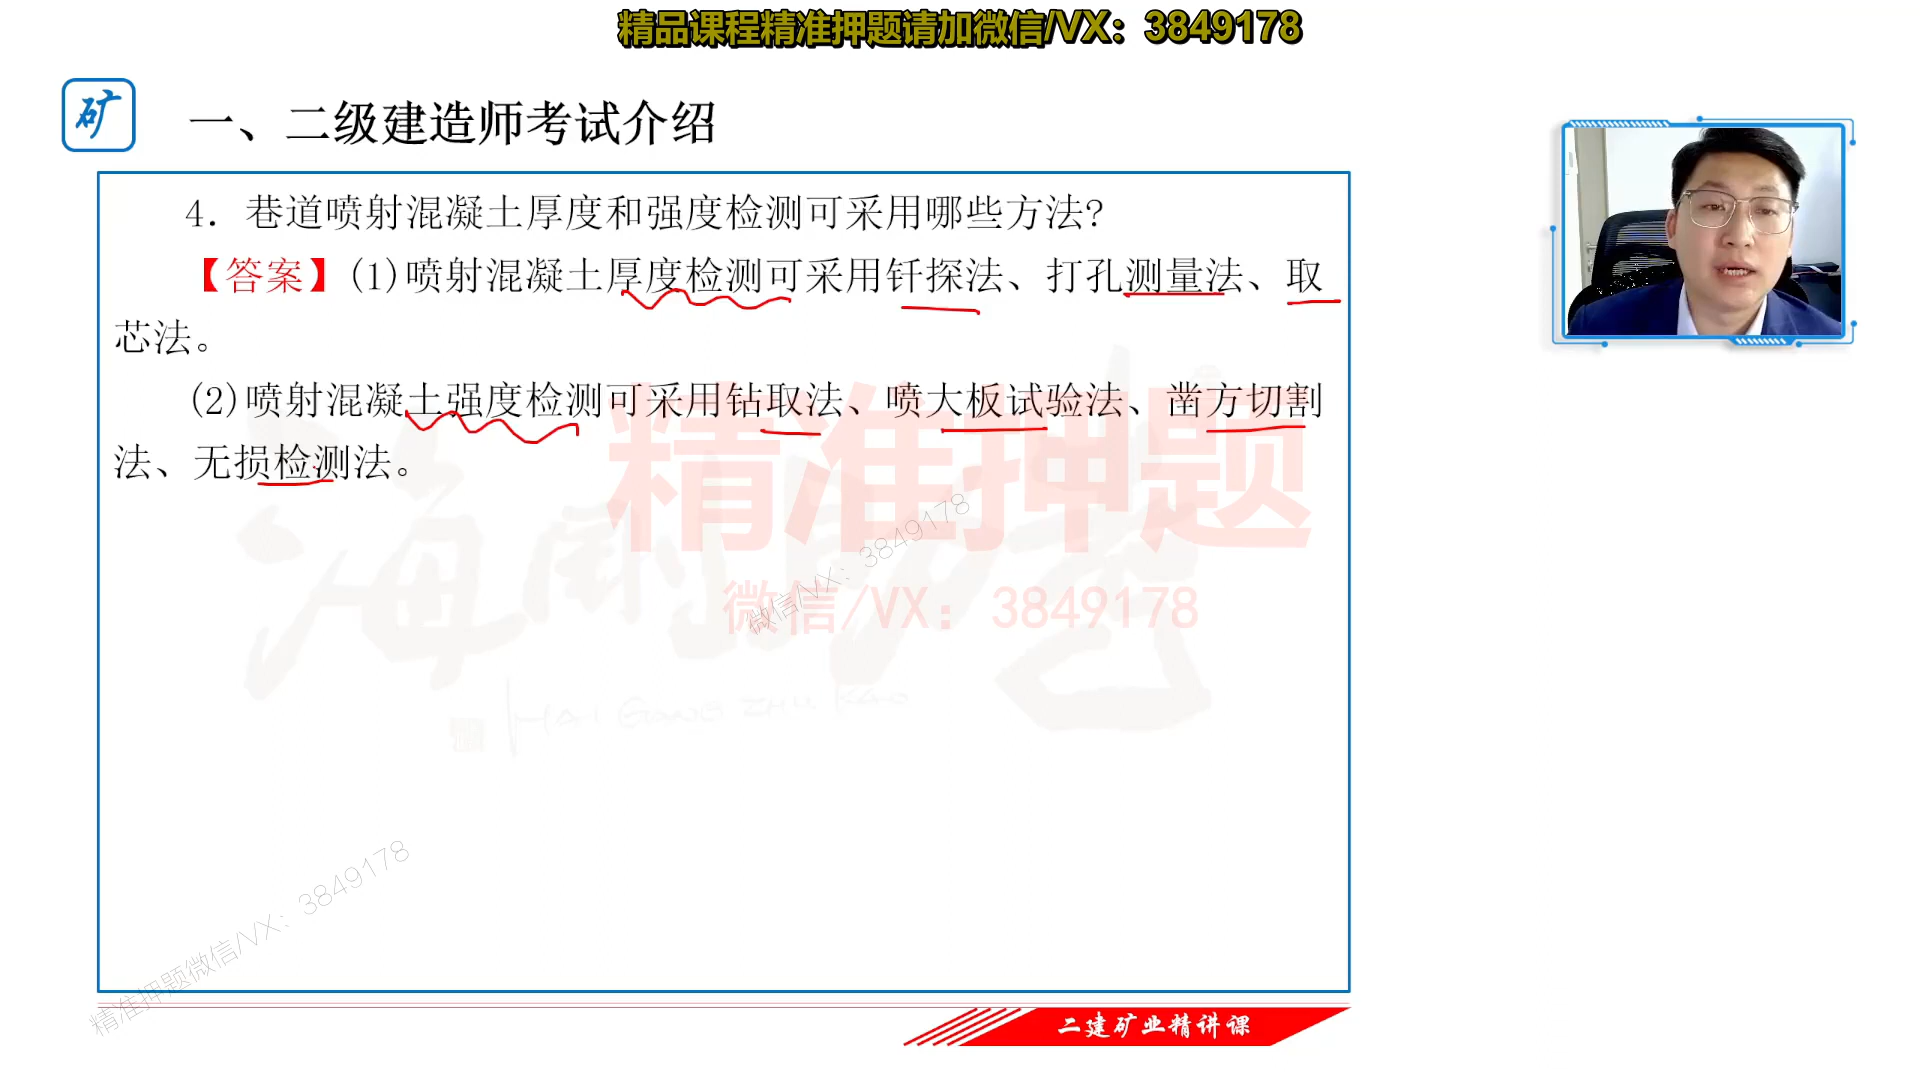 精品课程精准押题请加微信/VX：3849178
矿
一、二级建造师考试介绍
4. 巷道喷射混凝土厚度和强度检测可采用哪些方法?
【答案】(1)喷射混凝土厚度检测可采用钎探法、打孔测量法、取
芯法。
(2)喷射混凝土强度检测可采用钻取法、喷大板试验法、凿方切割
法、无损检测法。
精准押题
微信/VX：3849178
微信/VX：3849178
HAI GONG ZHU KAO
精准押题微信/VX：3849178
二建矿业精讲课